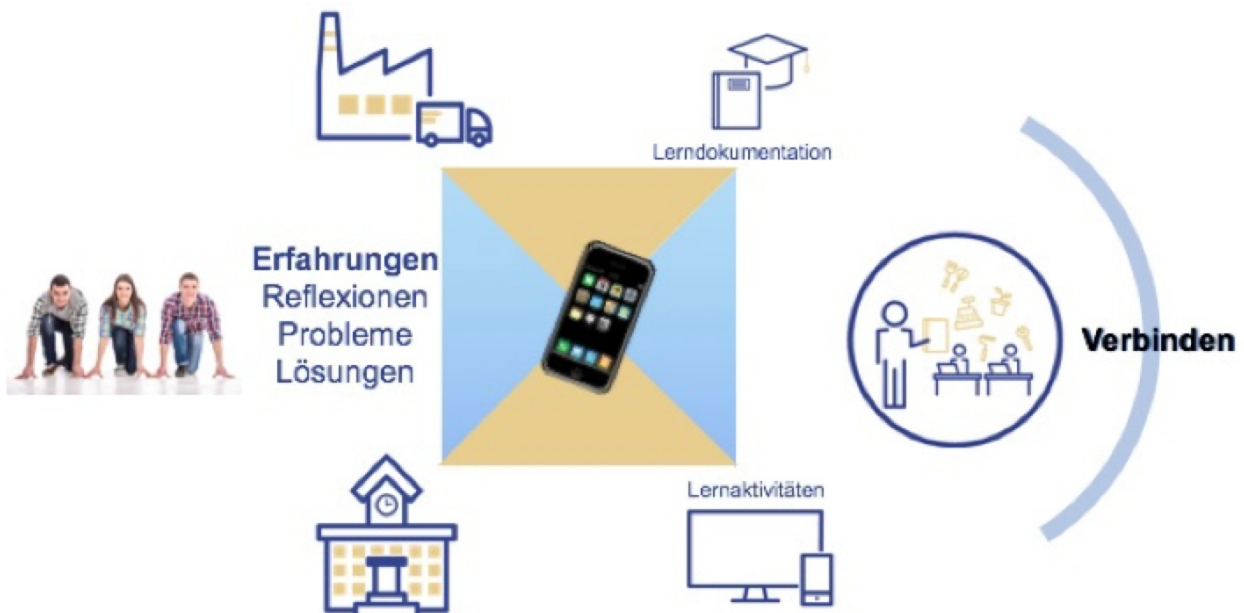 Lerndokumentation
Erfahrungen
Reflexionen
Probleme
Lösungen
Verbinden
Lernaktivitäten